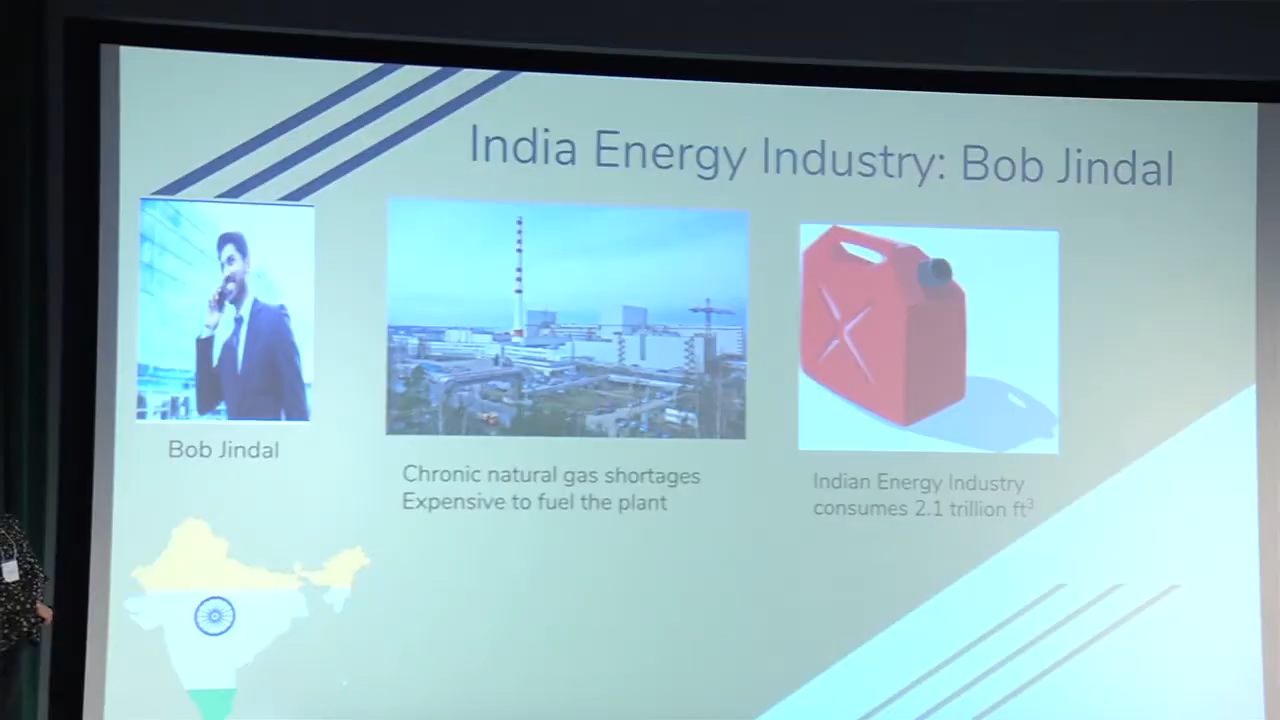 India Energy Industry: Bob Jindal
Bob Jindal
Chronic natural gas shortages
Expensive to fuel the plant
Indian Energy Industry
consumes 2.1 trillion ft³